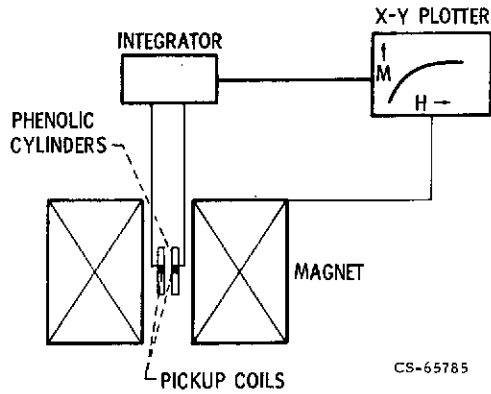 X-Y PLOTTER
INTEGRATOR
M
H
PHENOLIC
CYLINDERS
MAGNET
CS-65785
PICKUP COILS